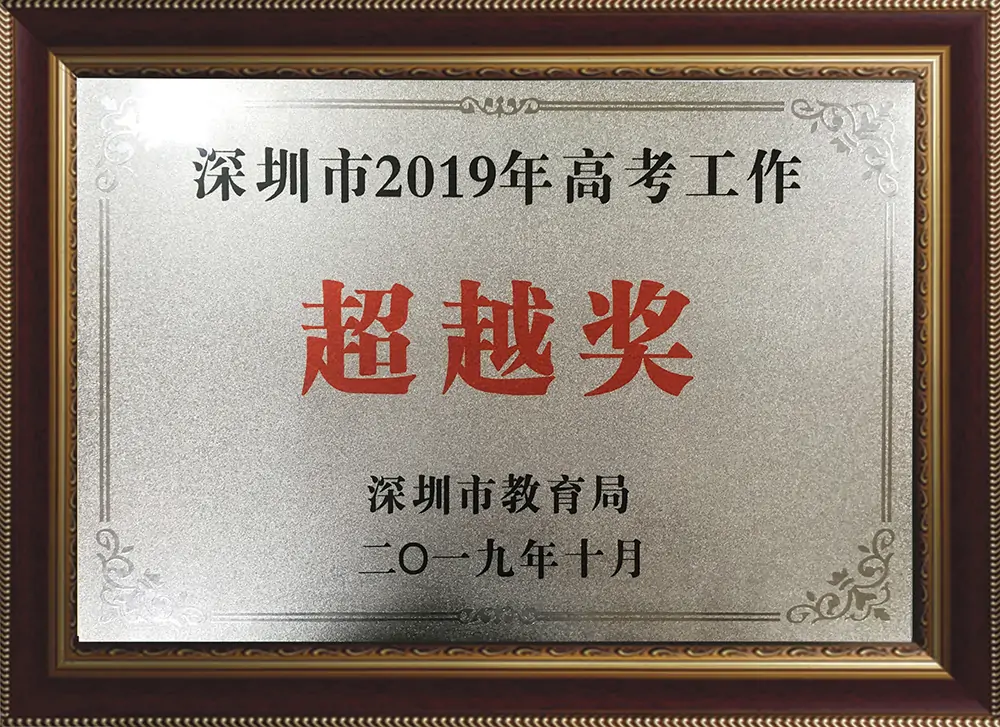 深圳市2019年高考工作
超越奖
深圳市教育局
二〇一九年十月